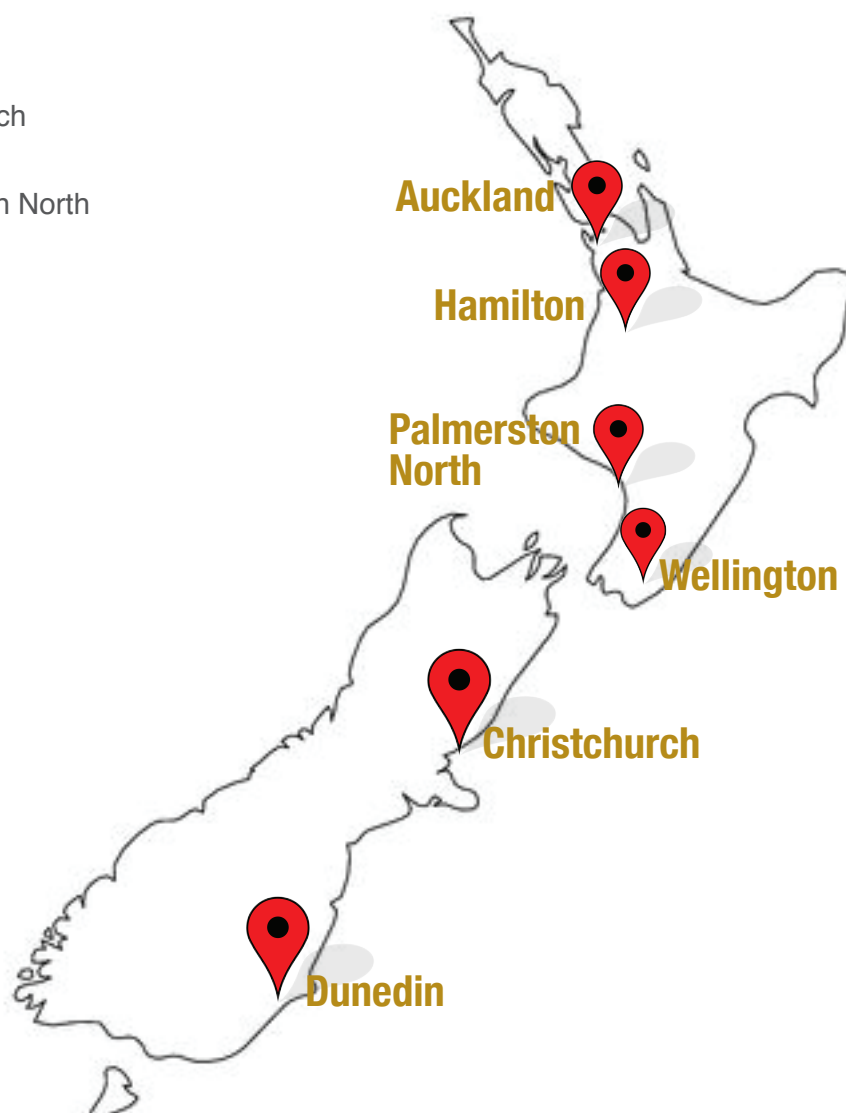 ch
n North
Auckland
Hamilton
Palmerston
North
Wellington
Christchurch
Dunedin